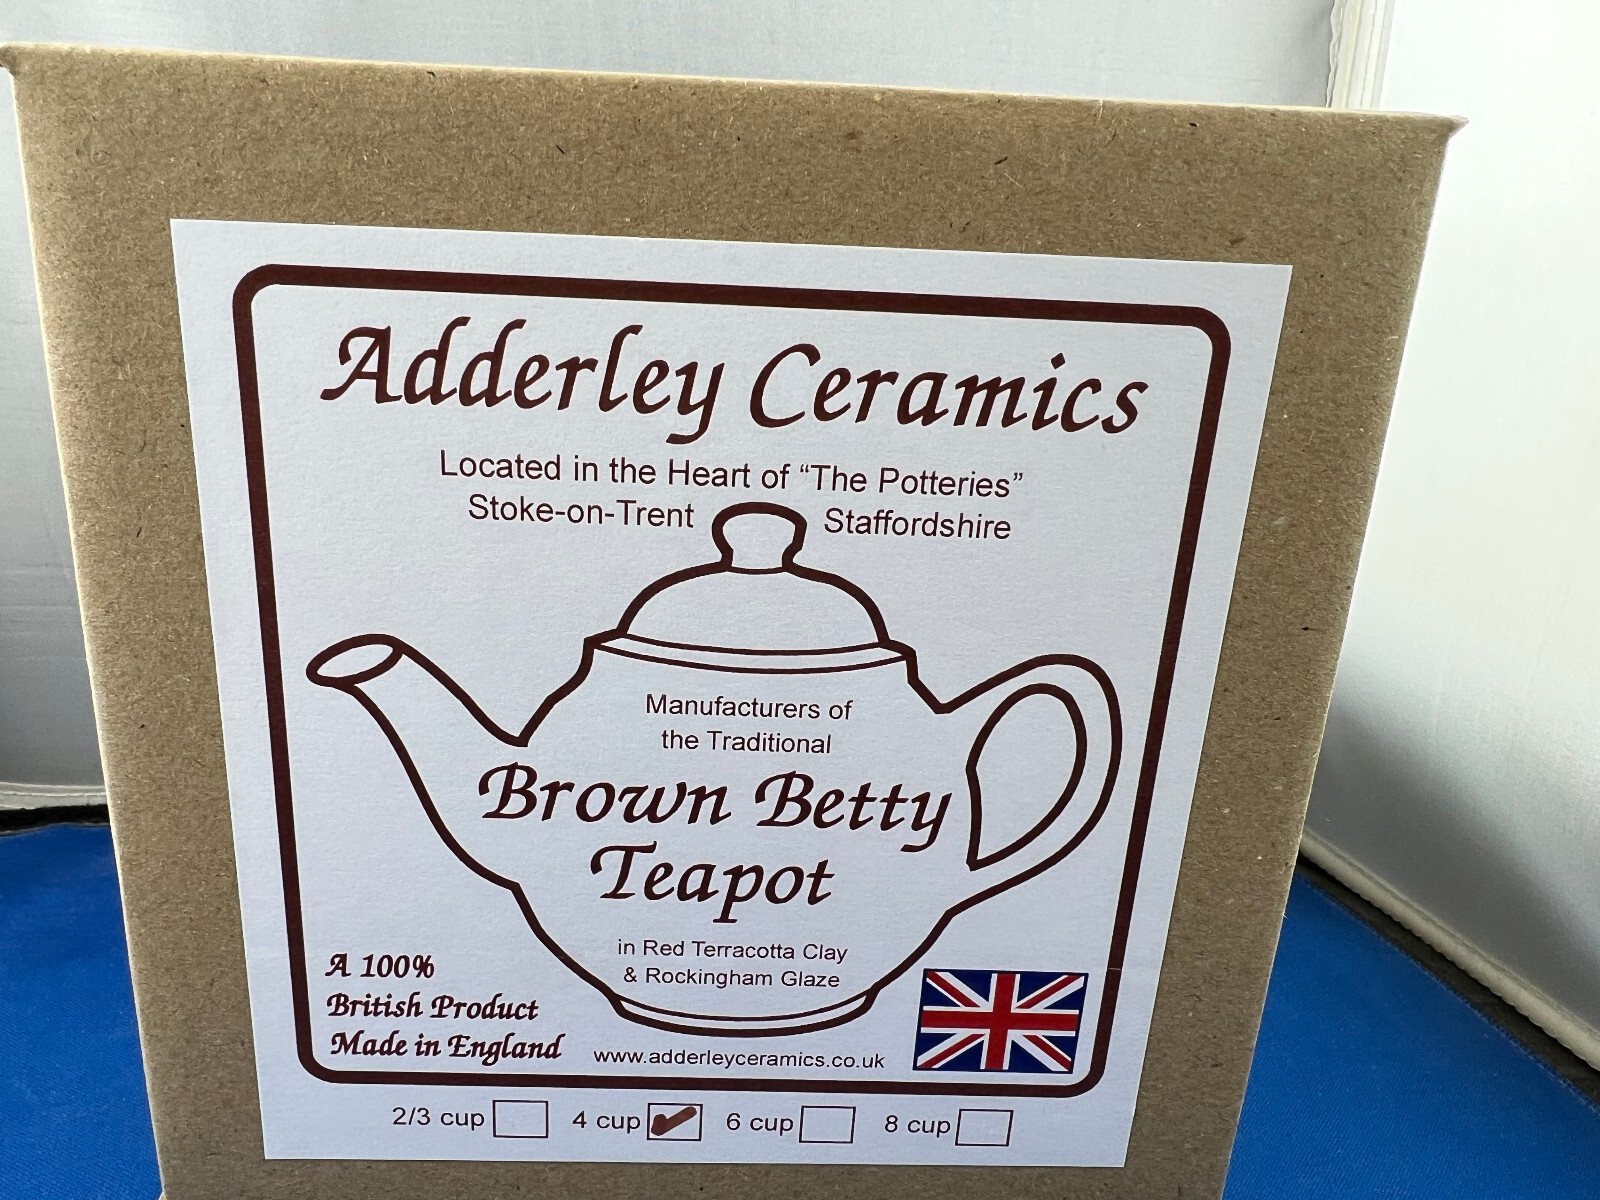 Adderley Ceramics
Located in the Heart of “The Potteries”
Stoke-on-Trent Staffordshire
Manufacturers of
the Traditional
Brown Betty
Teapot
in Red Terracotta Clay
& Rockingham Glaze
A 100%
British Product
Made in England
www.adderleyceramics.co.uk
2/3 cup 4 cup 6 cup 8 cup